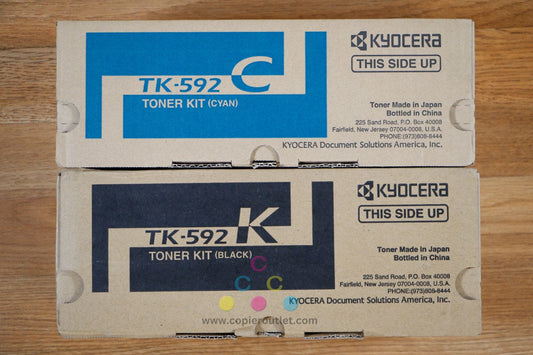 TK-592 C
TONER KIT (CYAN)
KYOCERA
THIS SIDE UP
Toner Made in Japan
Bottled in China
225 Sand Road, P.O. Box 40008
Fairfield, New Jersey 07004-0008, U.S.A.
PHONE:(973)808-8444
KYOCERA Document Solutions America, Inc.
TK-592 K
TONER KIT (BLACK)
KYOCERA
THIS SIDE UP
Toner Made in Japan
Bottled in China
225 Sand Road, P.O. Box 40008
Fairfield, New Jersey 07004-0008, U.S.A.
PHONE:(973)808-8444
KYOCERA Document Solutions America, Inc.
www.copieroutlet.com